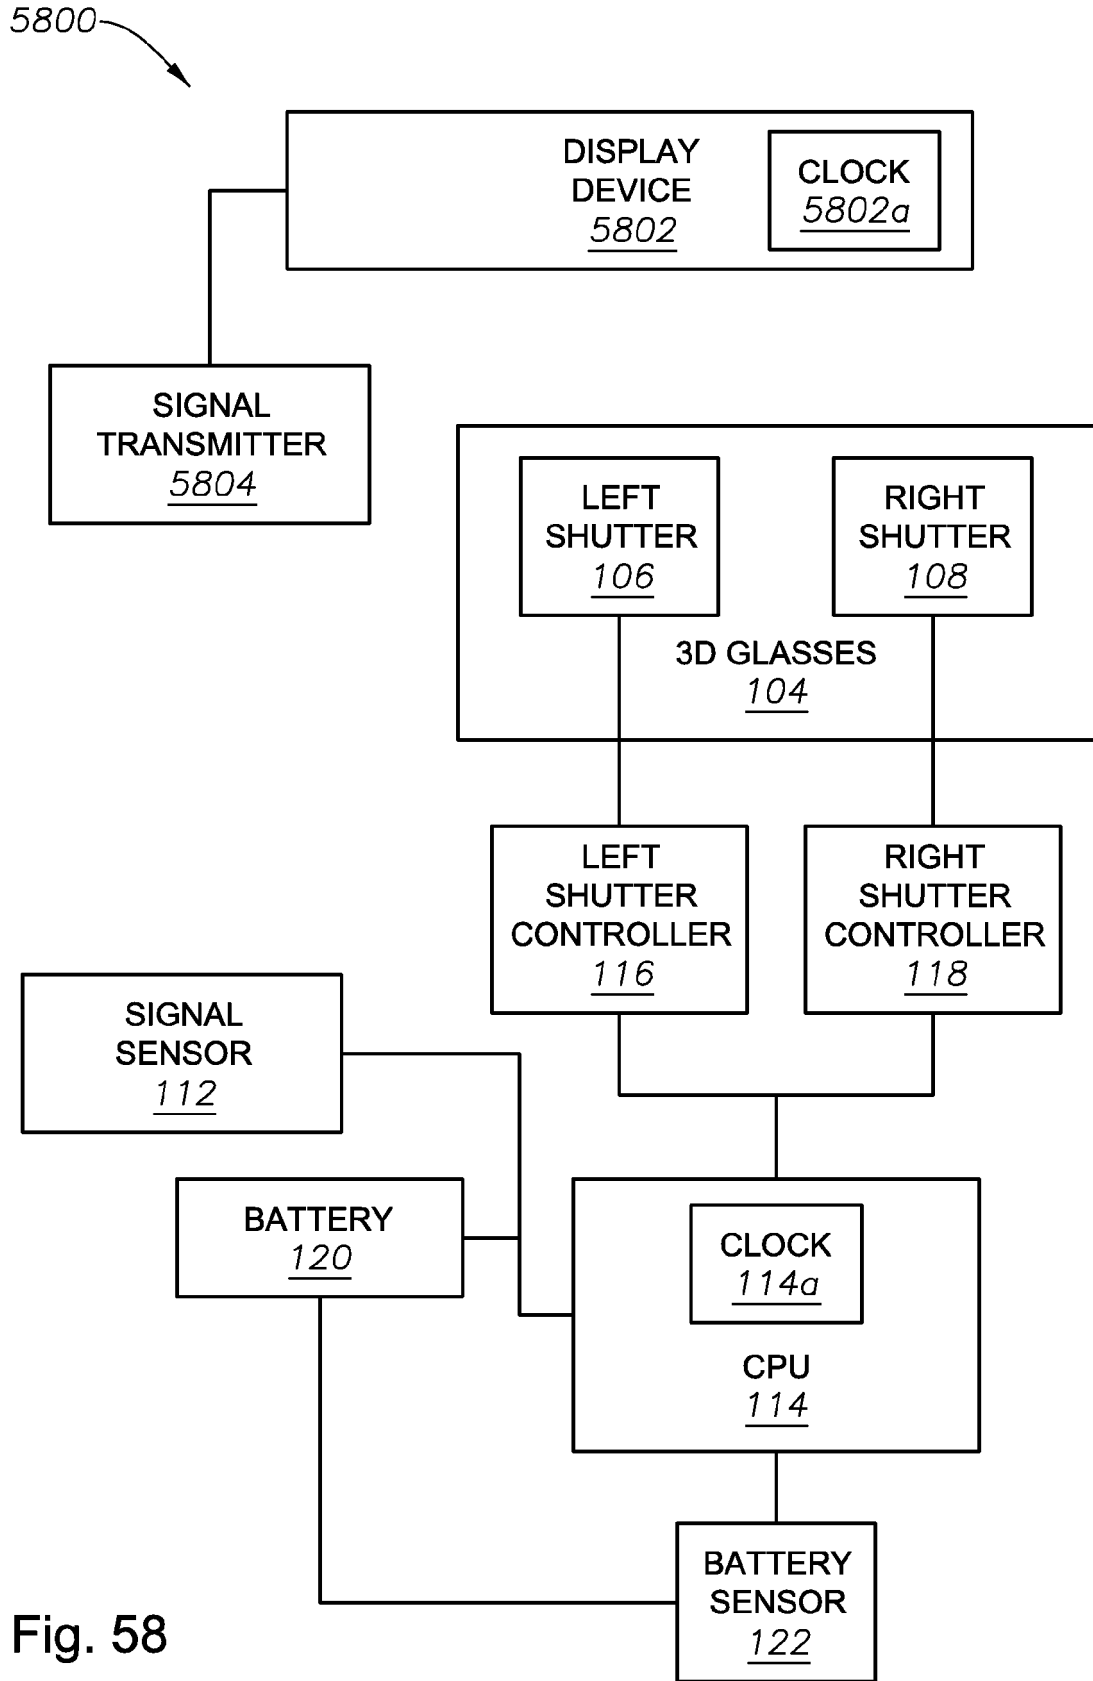 5800
DISPLAY
DEVICE
5802
CLOCK
5802a
SIGNAL
TRANSMITTER
5804
LEFT
SHUTTER
106
RIGHT
SHUTTER
108
3D GLASSES
104
LEFT
SHUTTER
CONTROLLER
116
RIGHT
SHUTTER
CONTROLLER
118
SIGNAL
SENSOR
112
BATTERY
120
CLOCK
114a
CPU
114
BATTERY
SENSOR
122
Fig. 58